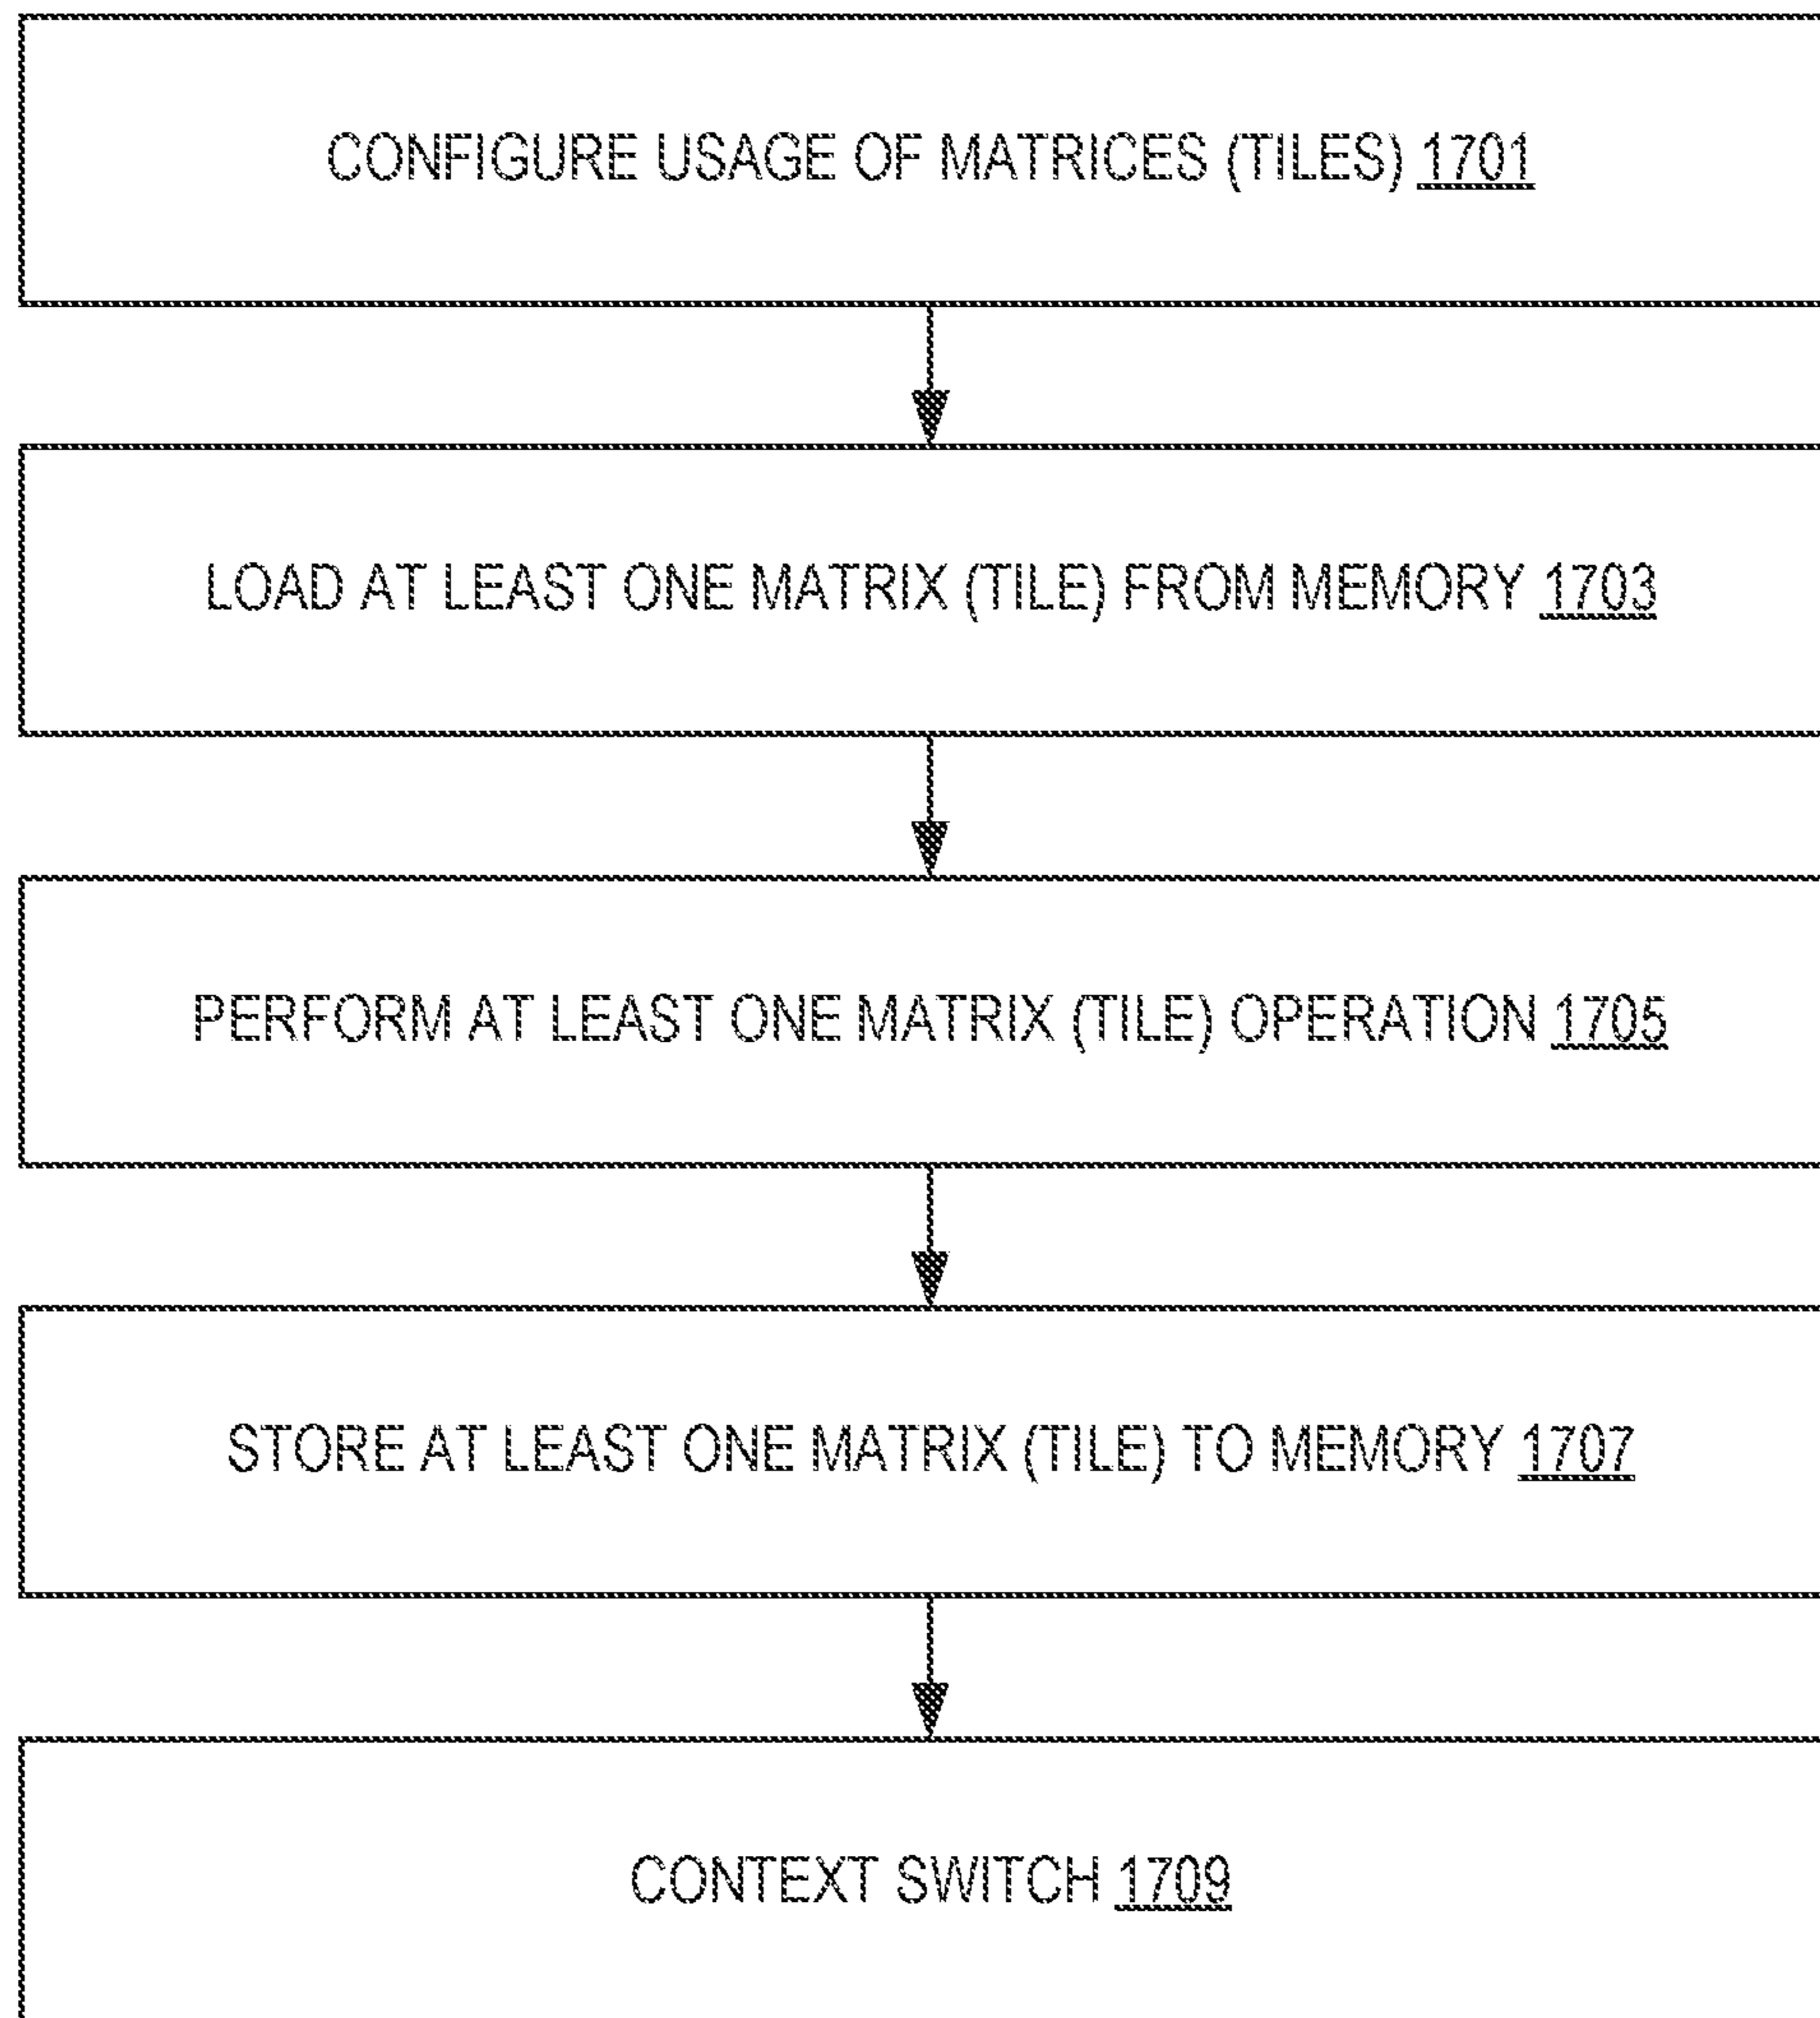 CONFIGURE USAGE OF MATRICES (TILES) 1701
LOAD AT LEAST ONE MATRIX (TILE) FROM MEMORY 1703
PERFORM AT LEAST ONE MATRIX (TILE) OPERATION 1705
STORE AT LEAST ONE MATRIX (TILE) TO MEMORY 1707
CONTEXT SWITCH 1709